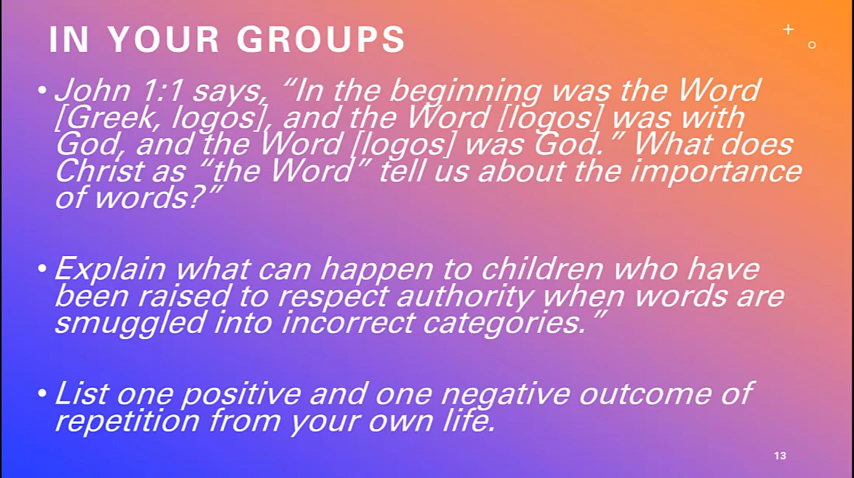 IN YOUR GROUPS
• John 1:1 says, “In the beginning was the Word
[Greek, logos], and the Word [logos] was with
God, and the Word [logos] was God.” What does
Christ as “the Word” tell us about the importance
of words?”
• Explain what can happen to children who have
been raised to respect authority when words are
smuggled into incorrect categories.”
• List one positive and one negative outcome of
repetition from your own life.
13